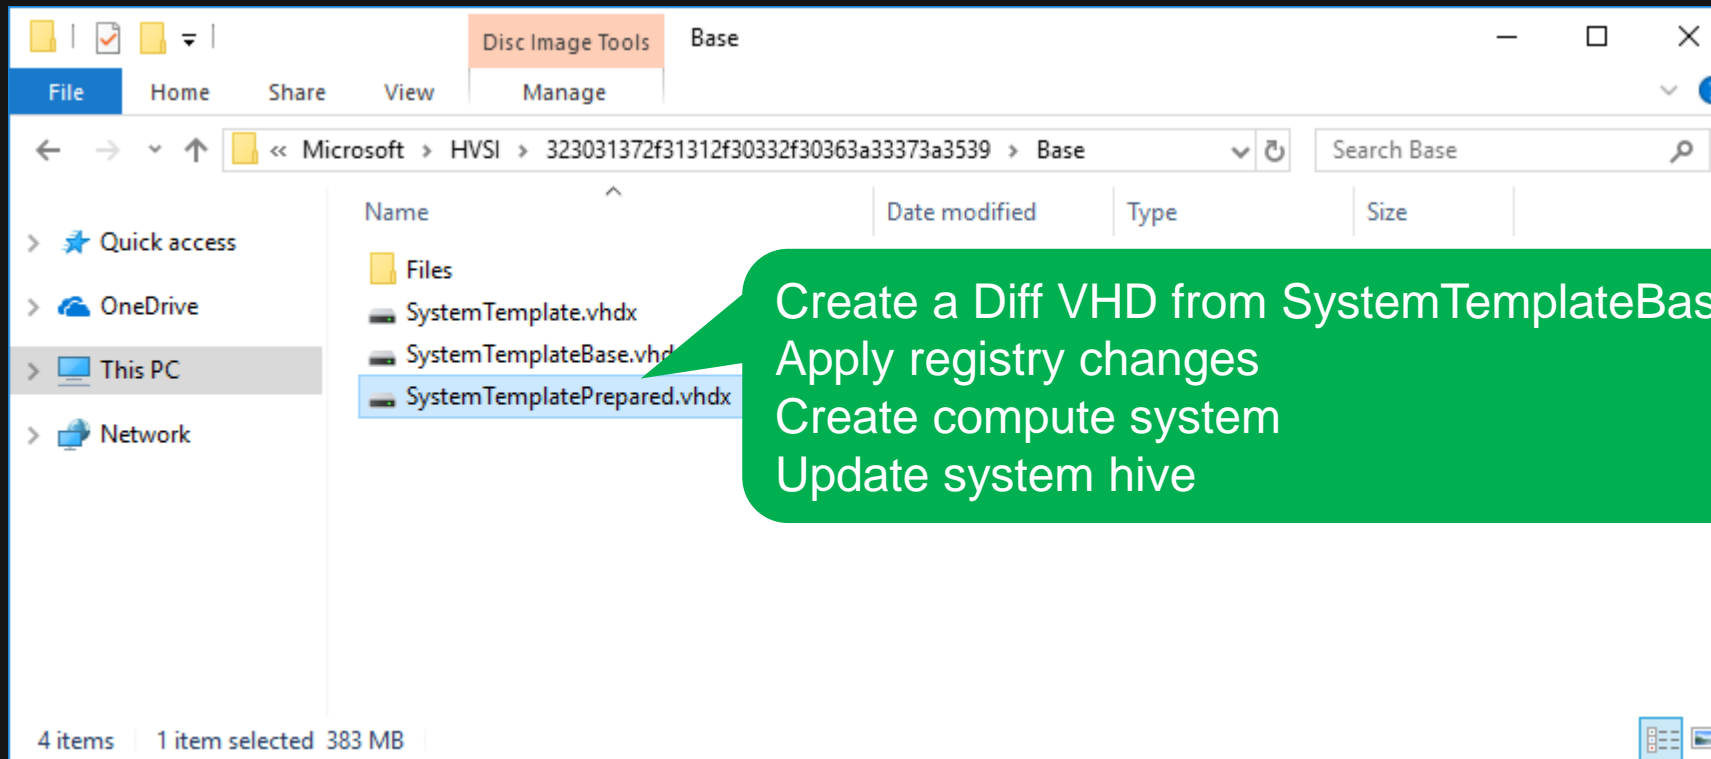 Disc Image Tools Base
File Home Share View Manage
« Microsoft > HVSI > 323031372f31312f30332f30363a33373a3539 > Base
Search Base
Name Date modified Type Size
Quick access
OneDrive
This PC
Network
Files
SystemTemplate.vhdx
SystemTemplateBase.vhd
SystemTemplatePrepared.vhdx
Create a Diff VHD from SystemTemplateBas
Apply registry changes
Create compute system
Update system hive
4 items 1 item selected 383 MB